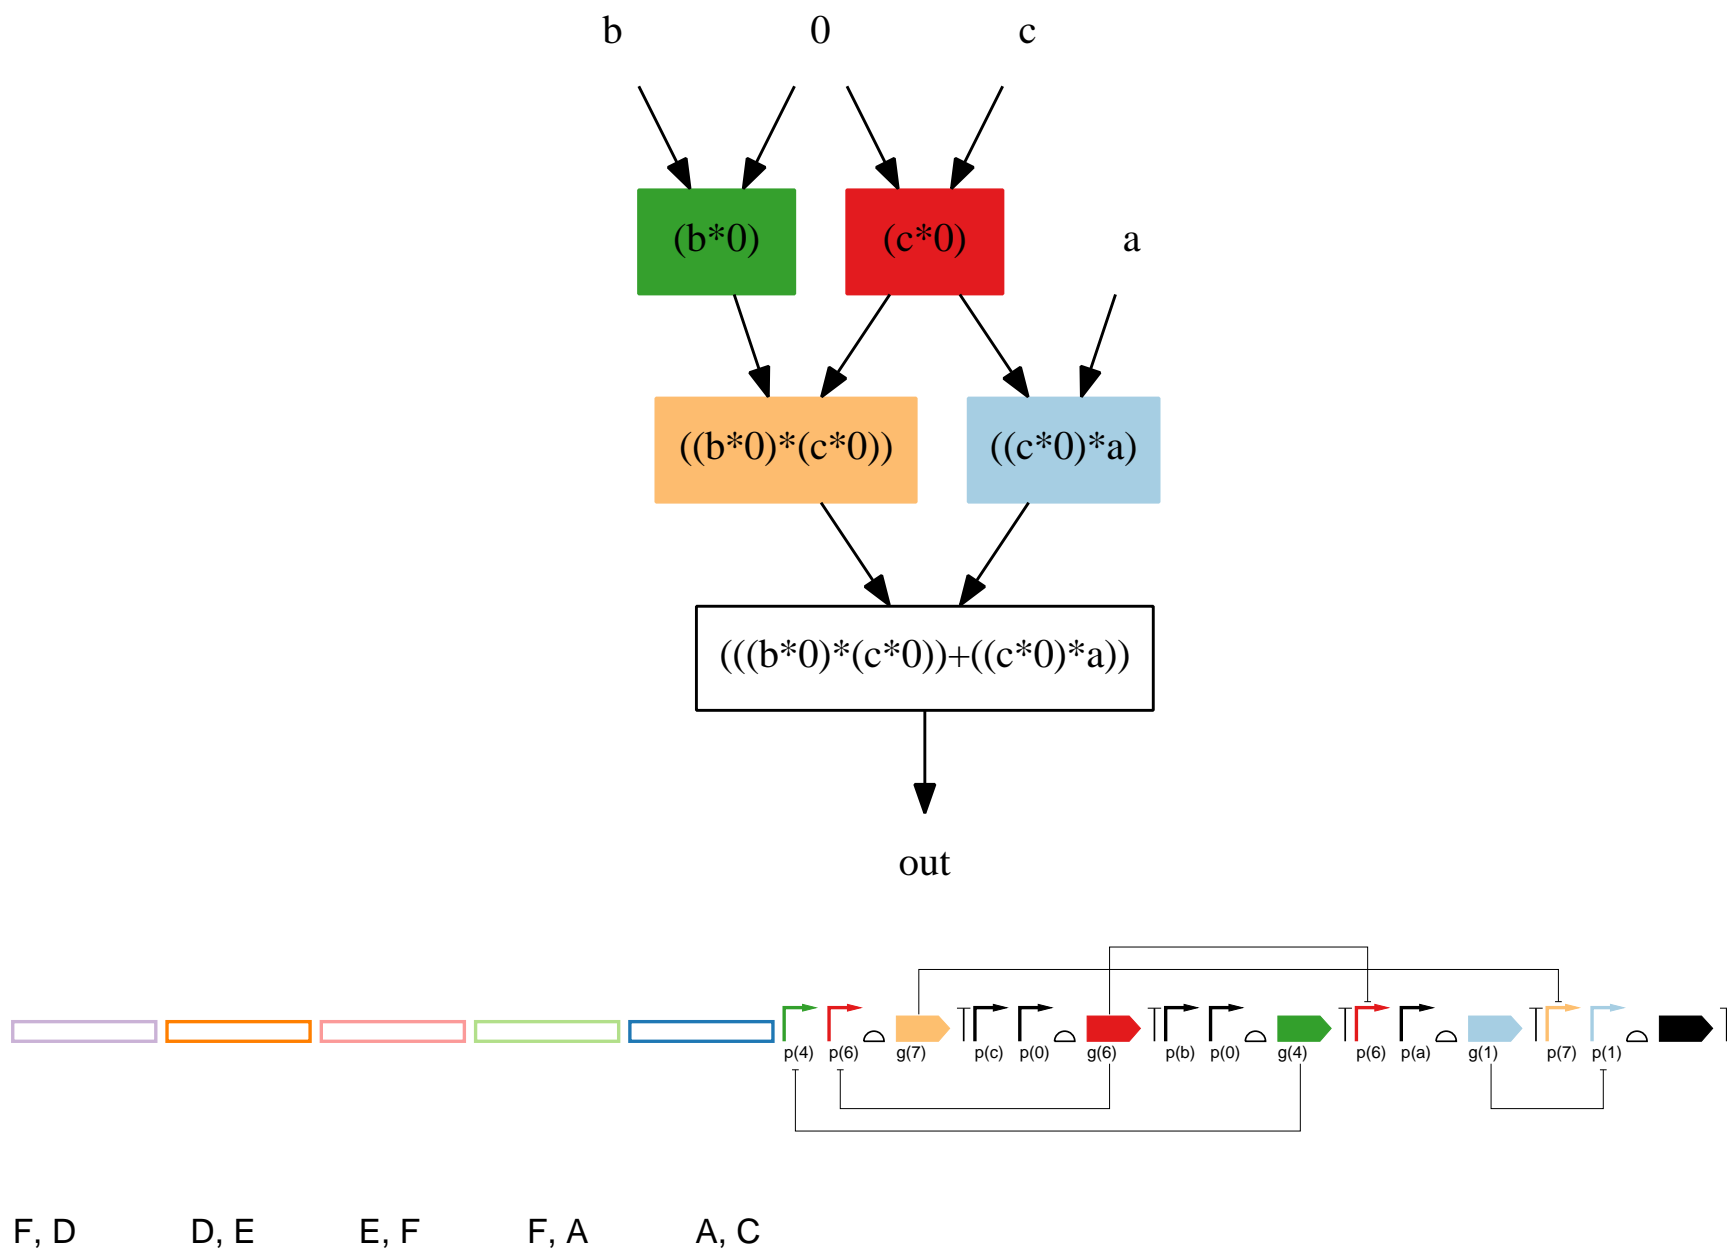 b 0 c
(b*0) (c*0) a
((b*0)*(c*0)) ((c*0)*a)
(((b*0)*(c*0))+((c*0)*a))
out
p(4) p(6) g(7) p(c) p(0) g(6) p(b) p(0) g(4) p(6) p(a) g(1) p(7) p(1)
F, D D, E E, F F, A A, C